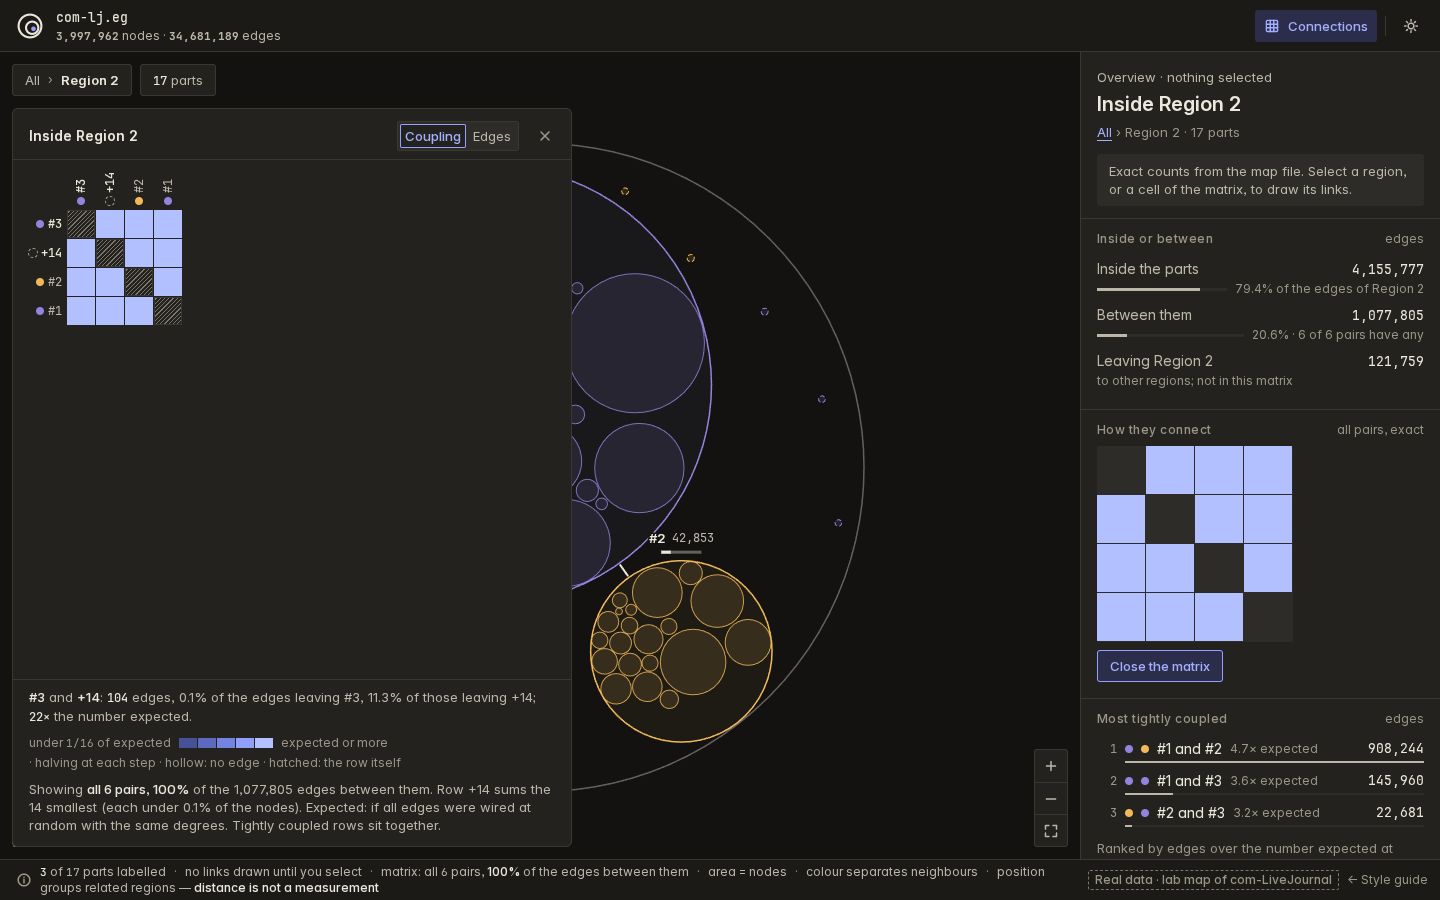 com-lj.eg
3,997,962 nodes · 34,681,189 edges
Connections
All › Region 2
17 parts
Inside Region 2
Coupling Edges
#3 +14 #2 #1
#3
+14
#2
#1
#3 and +14: 104 edges, 0.1% of the edges leaving #3, 11.3% of those leaving +14;
22× the number expected.
under 1/16 of expected expected or more
· halving at each step · hollow: no edge · hatched: the row itself
Showing all 6 pairs, 100% of the 1,077,805 edges between them. Row +14 sums the
14 smallest (each under 0.1% of the nodes). Expected: if all edges were wired at
random with the same degrees. Tightly coupled rows sit together.
#2 42,853
Overview · nothing selected
Inside Region 2
All › Region 2 · 17 parts
Exact counts from the map file. Select a region,
or a cell of the matrix, to draw its links.
Inside or between edges
Inside the parts 4,155,777
79.4% of the edges of Region 2
Between them 1,077,805
20.6% · 6 of 6 pairs have any
Leaving Region 2 121,759
to other regions; not in this matrix
How they connect all pairs, exact
Close the matrix
Most tightly coupled edges
1 #1 and #2 4.7× expected 908,244
2 #1 and #3 3.6× expected 145,960
3 #2 and #3 3.2× expected 22,681
Ranked by edges over the number expected at
3 of 17 parts labelled · no links drawn until you select · matrix: all 6 pairs, 100% of the edges between them · area = nodes · colour separates neighbours · position
groups related regions — distance is not a measurement
Real data · lab map of com-LiveJournal
← Style guide